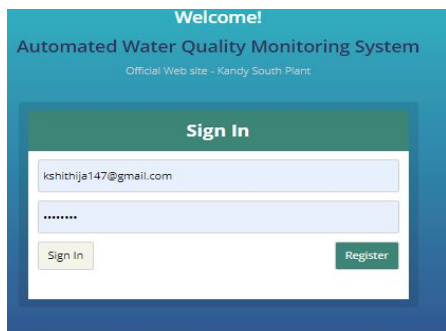 Welcome!
Automated Water Quality Monitoring System
Official Web site - Kandy South Plant
Sign In
kshithija147@gmail.com
••••••••
Sign In
Register